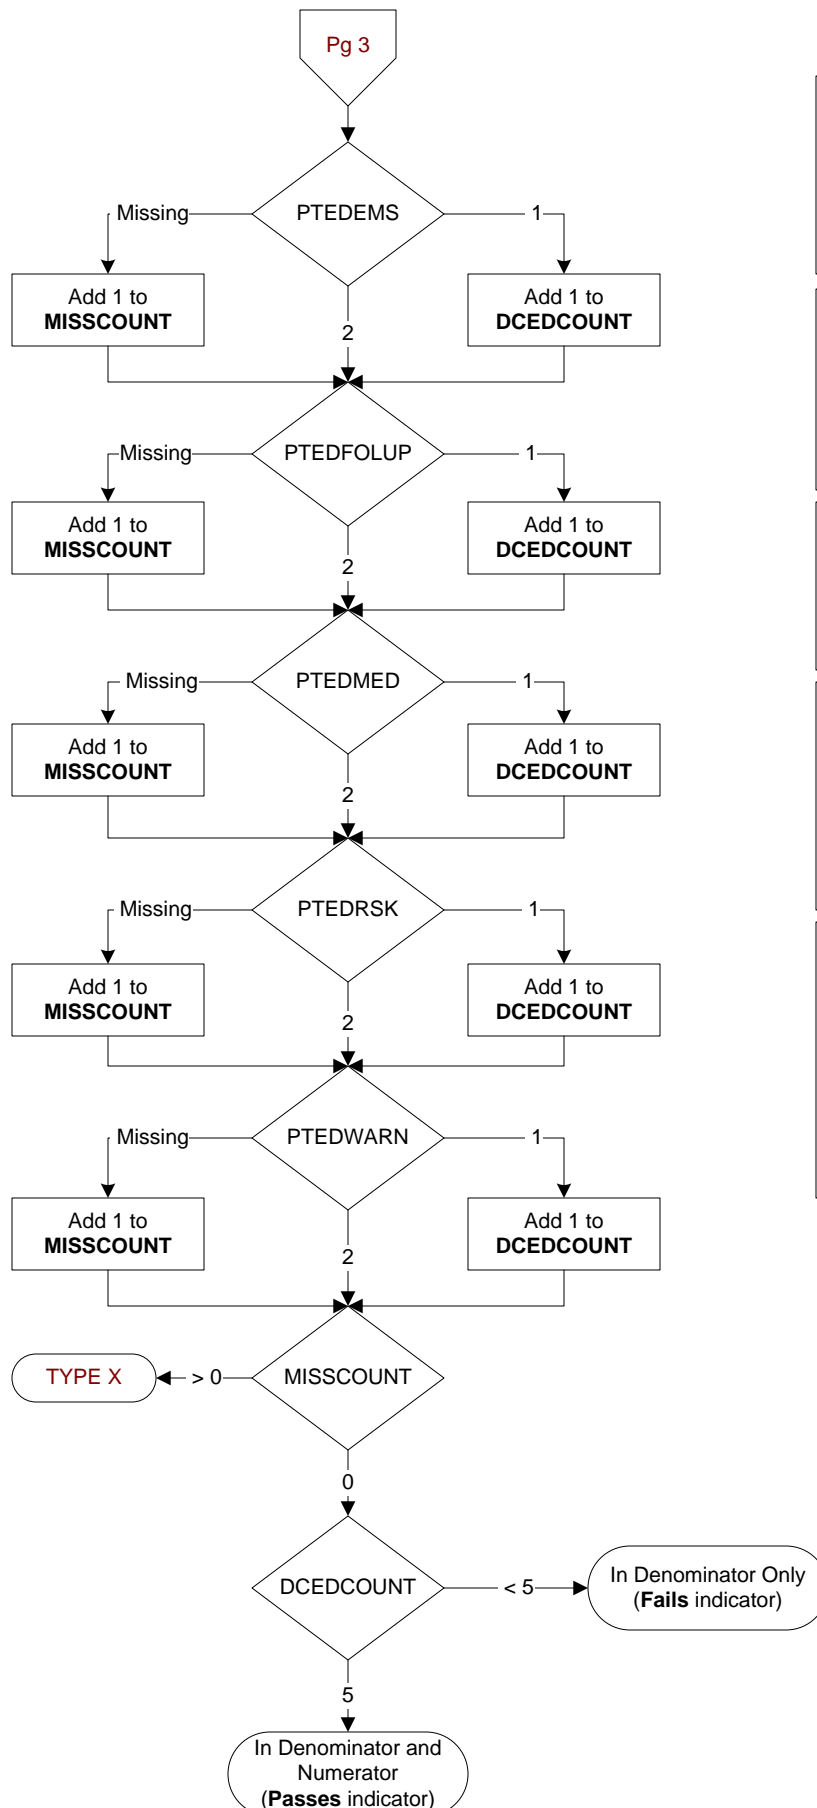 Pg 3
PTEDEMS
Missing
1
Add 1 to
MISSCOUNT
Add 1 to
DCEDCOUNT
2
PTEDFOLUP
Missing
1
Add 1 to
MISSCOUNT
Add 1 to
DCEDCOUNT
2
PTEDMED
Missing
1
Add 1 to
MISSCOUNT
Add 1 to
DCEDCOUNT
2
PTEDRSK
Missing
1
Add 1 to
MISSCOUNT
Add 1 to
DCEDCOUNT
2
PTEDWARN
Missing
1
Add 1 to
MISSCOUNT
Add 1 to
DCEDCOUNT
2
TYPE X
> 0
MISSCOUNT
0
DCEDCOUNT
< 5
In Denominator Only
(Fails indicator)
5
In Denominator and
Numerator
(Passes indicator)